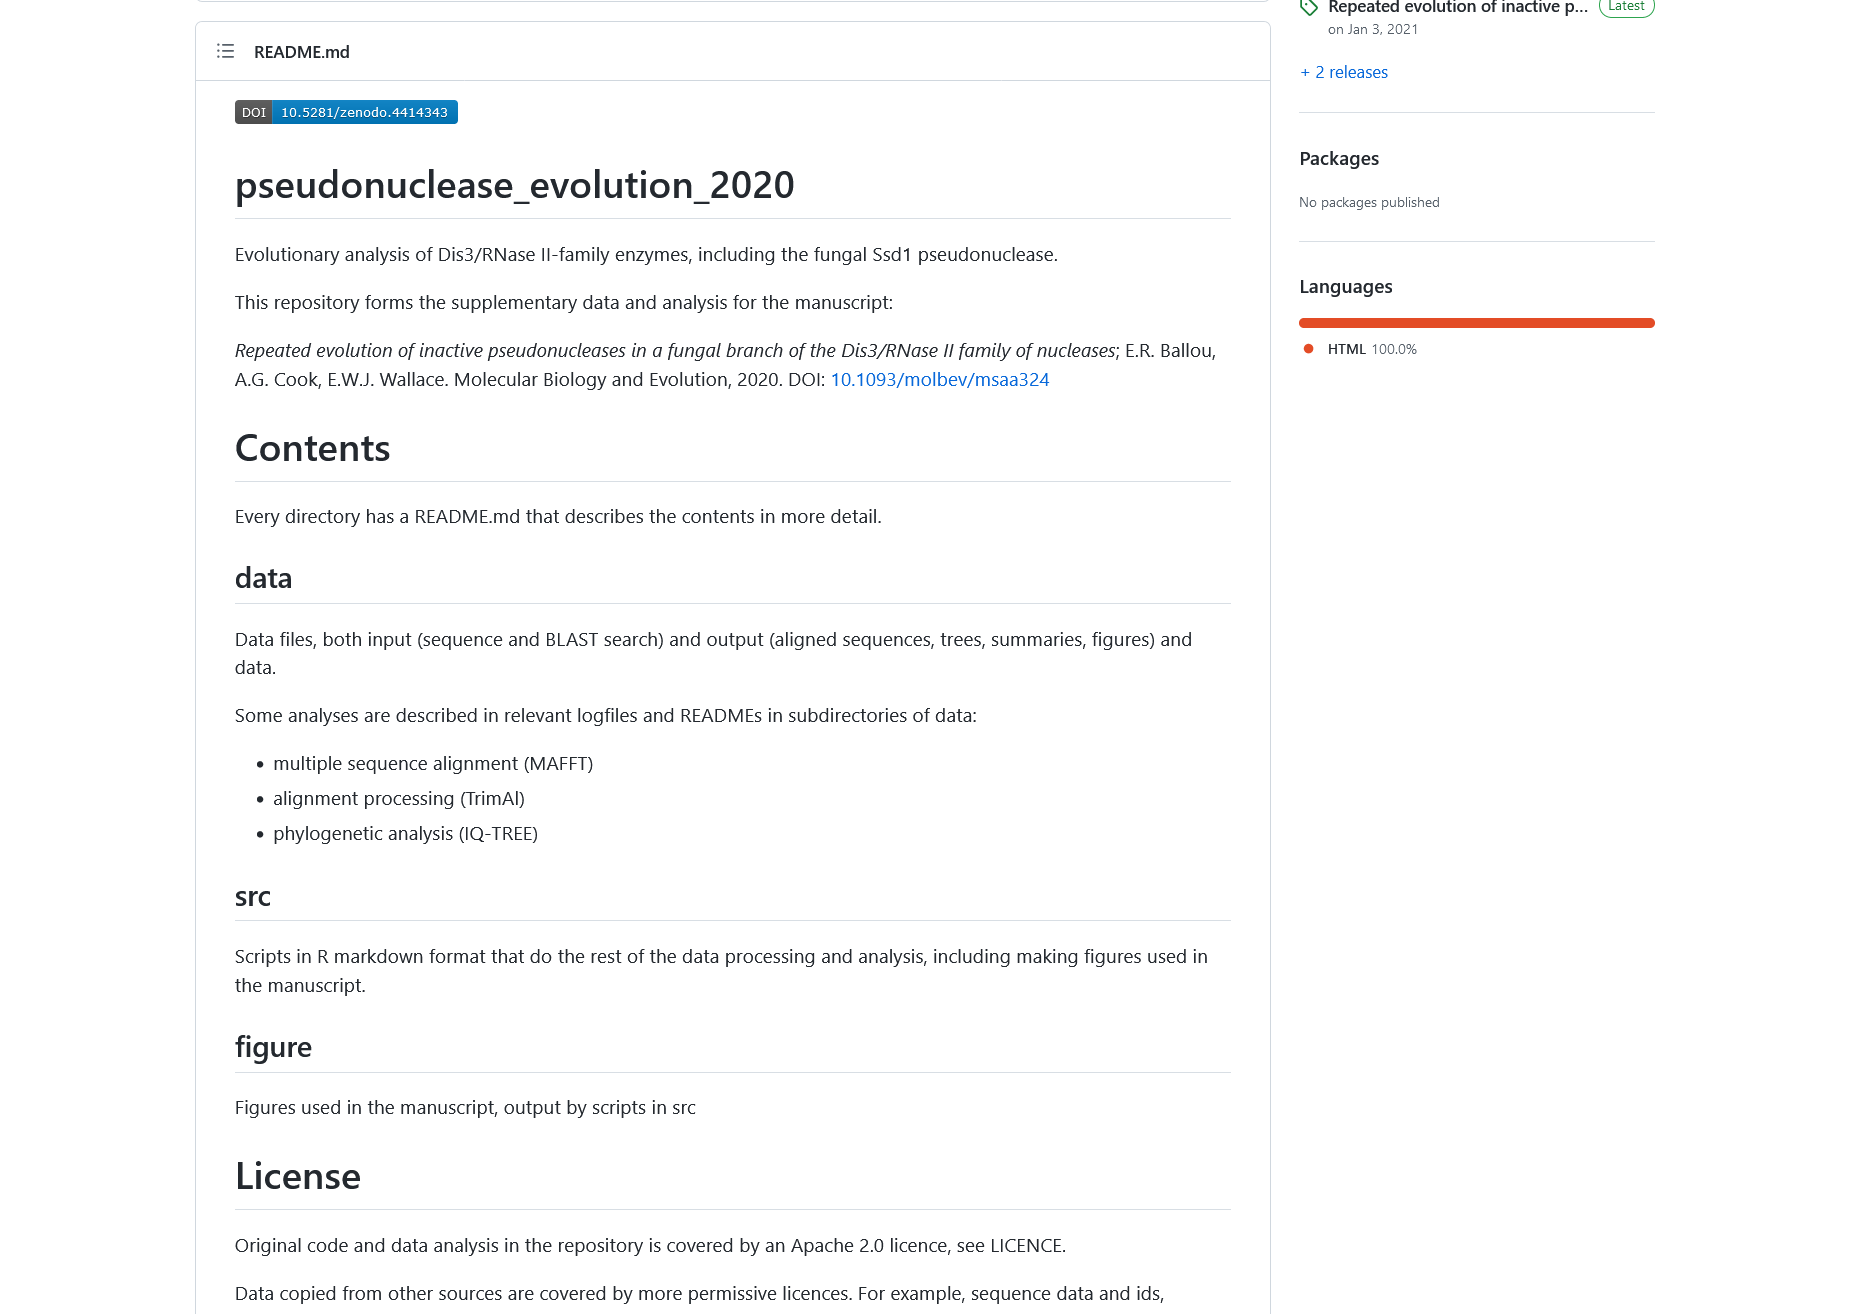 README.md
DOI 10.5281/zenodo.4414343
pseudonuclease_evolution_2020
Evolutionary analysis of Dis3/RNase II-family enzymes, including the fungal Ssd1 pseudonuclease.
This repository forms the supplementary data and analysis for the manuscript:
Repeated evolution of inactive pseudonucleases in a fungal branch of the Dis3/RNase II family of nucleases; E.R. Ballou,
A.G. Cook, E.W.J. Wallace. Molecular Biology and Evolution, 2020. DOI: 10.1093/molbev/msaa324
Contents
Every directory has a README.md that describes the contents in more detail.
data
Data files, both input (sequence and BLAST search) and output (aligned sequences, trees, summaries, figures) and
data.
Some analyses are described in relevant logfiles and READMEs in subdirectories of data:
• multiple sequence alignment (MAFFT)
• alignment processing (TrimAl)
• phylogenetic analysis (IQ-TREE)
src
Scripts in R markdown format that do the rest of the data processing and analysis, including making figures used in
the manuscript.
figure
Figures used in the manuscript, output by scripts in src
License
Original code and data analysis in the repository is covered by an Apache 2.0 licence, see LICENCE.
Data copied from other sources are covered by more permissive licences. For example, sequence data and ids,
Repeated evolution of inactive p... Latest
on Jan 3, 2021
+ 2 releases
Packages
No packages published
Languages
HTML 100.0%